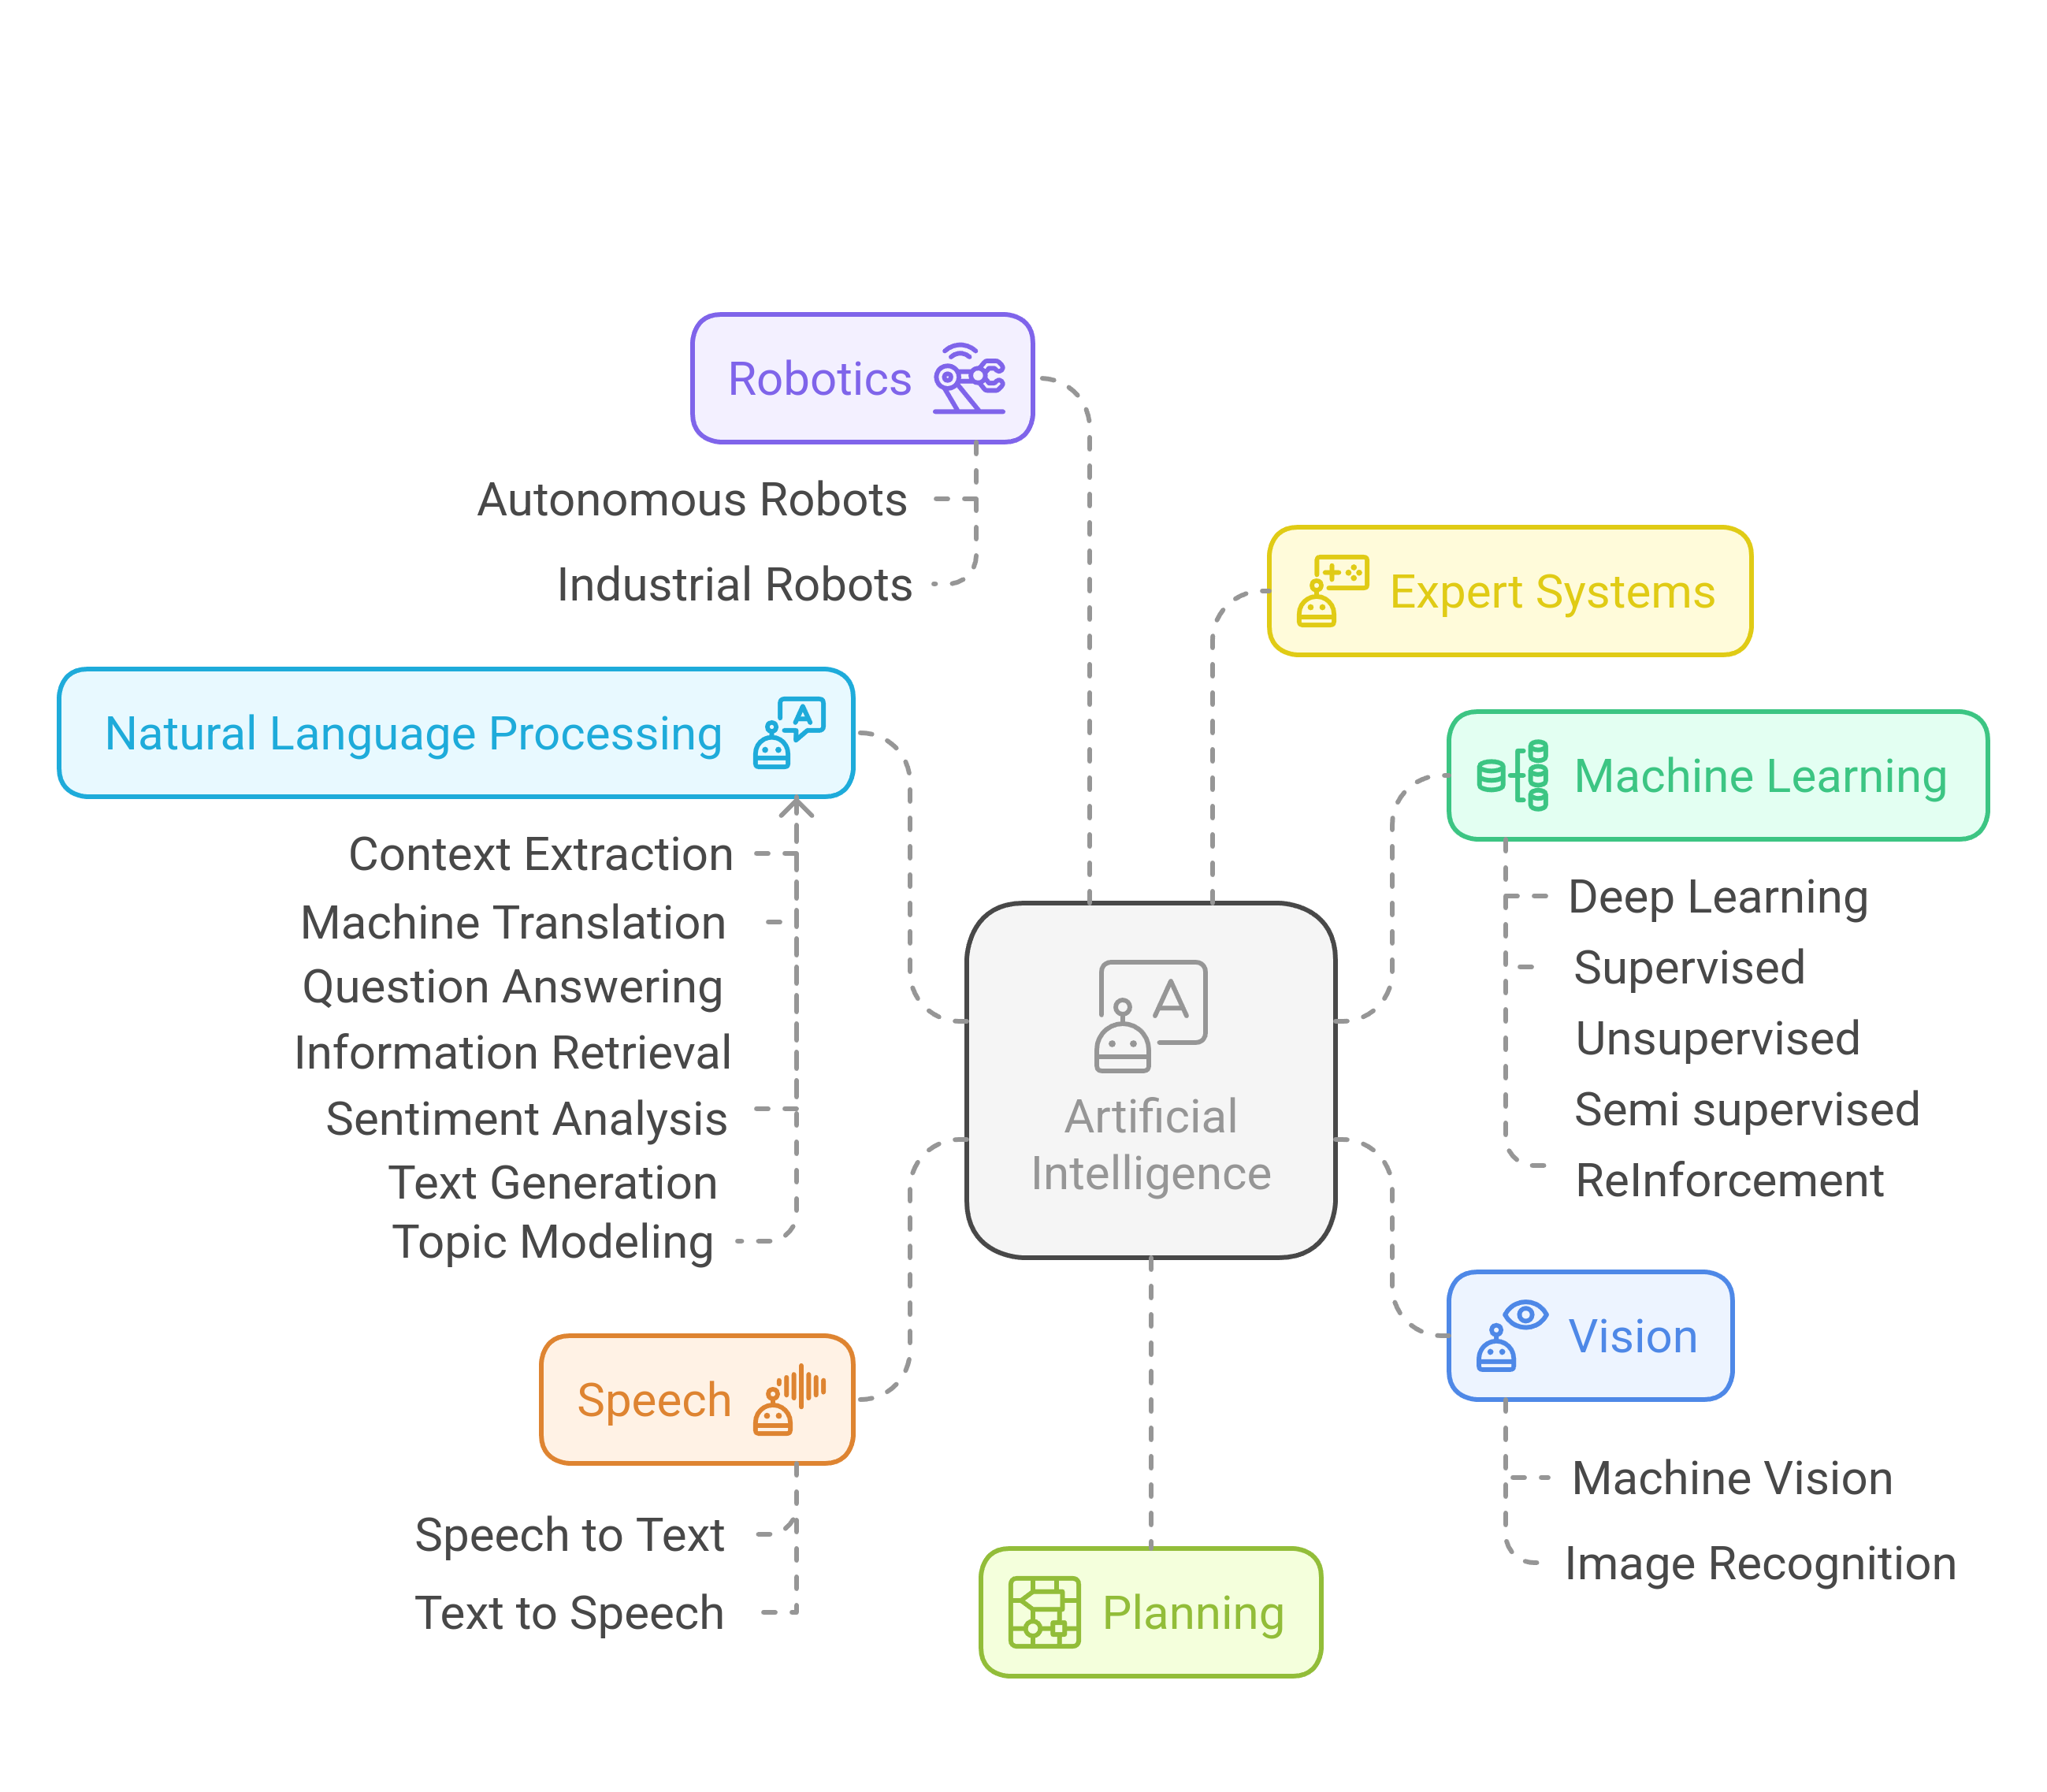 Robotics
Autonomous Robots
Industrial Robots
Expert Systems
Natural Language Processing
Context Extraction
Machine Translation
Question Answering
Information Retrieval
Sentiment Analysis
Text Generation
Topic Modeling
Machine Learning
Deep Learning
Supervised
Unsupervised
Semi supervised
ReInforcement
Artificial
Intelligence
Speech
Speech to Text
Text to Speech
Vision
Machine Vision
Image Recognition
Planning